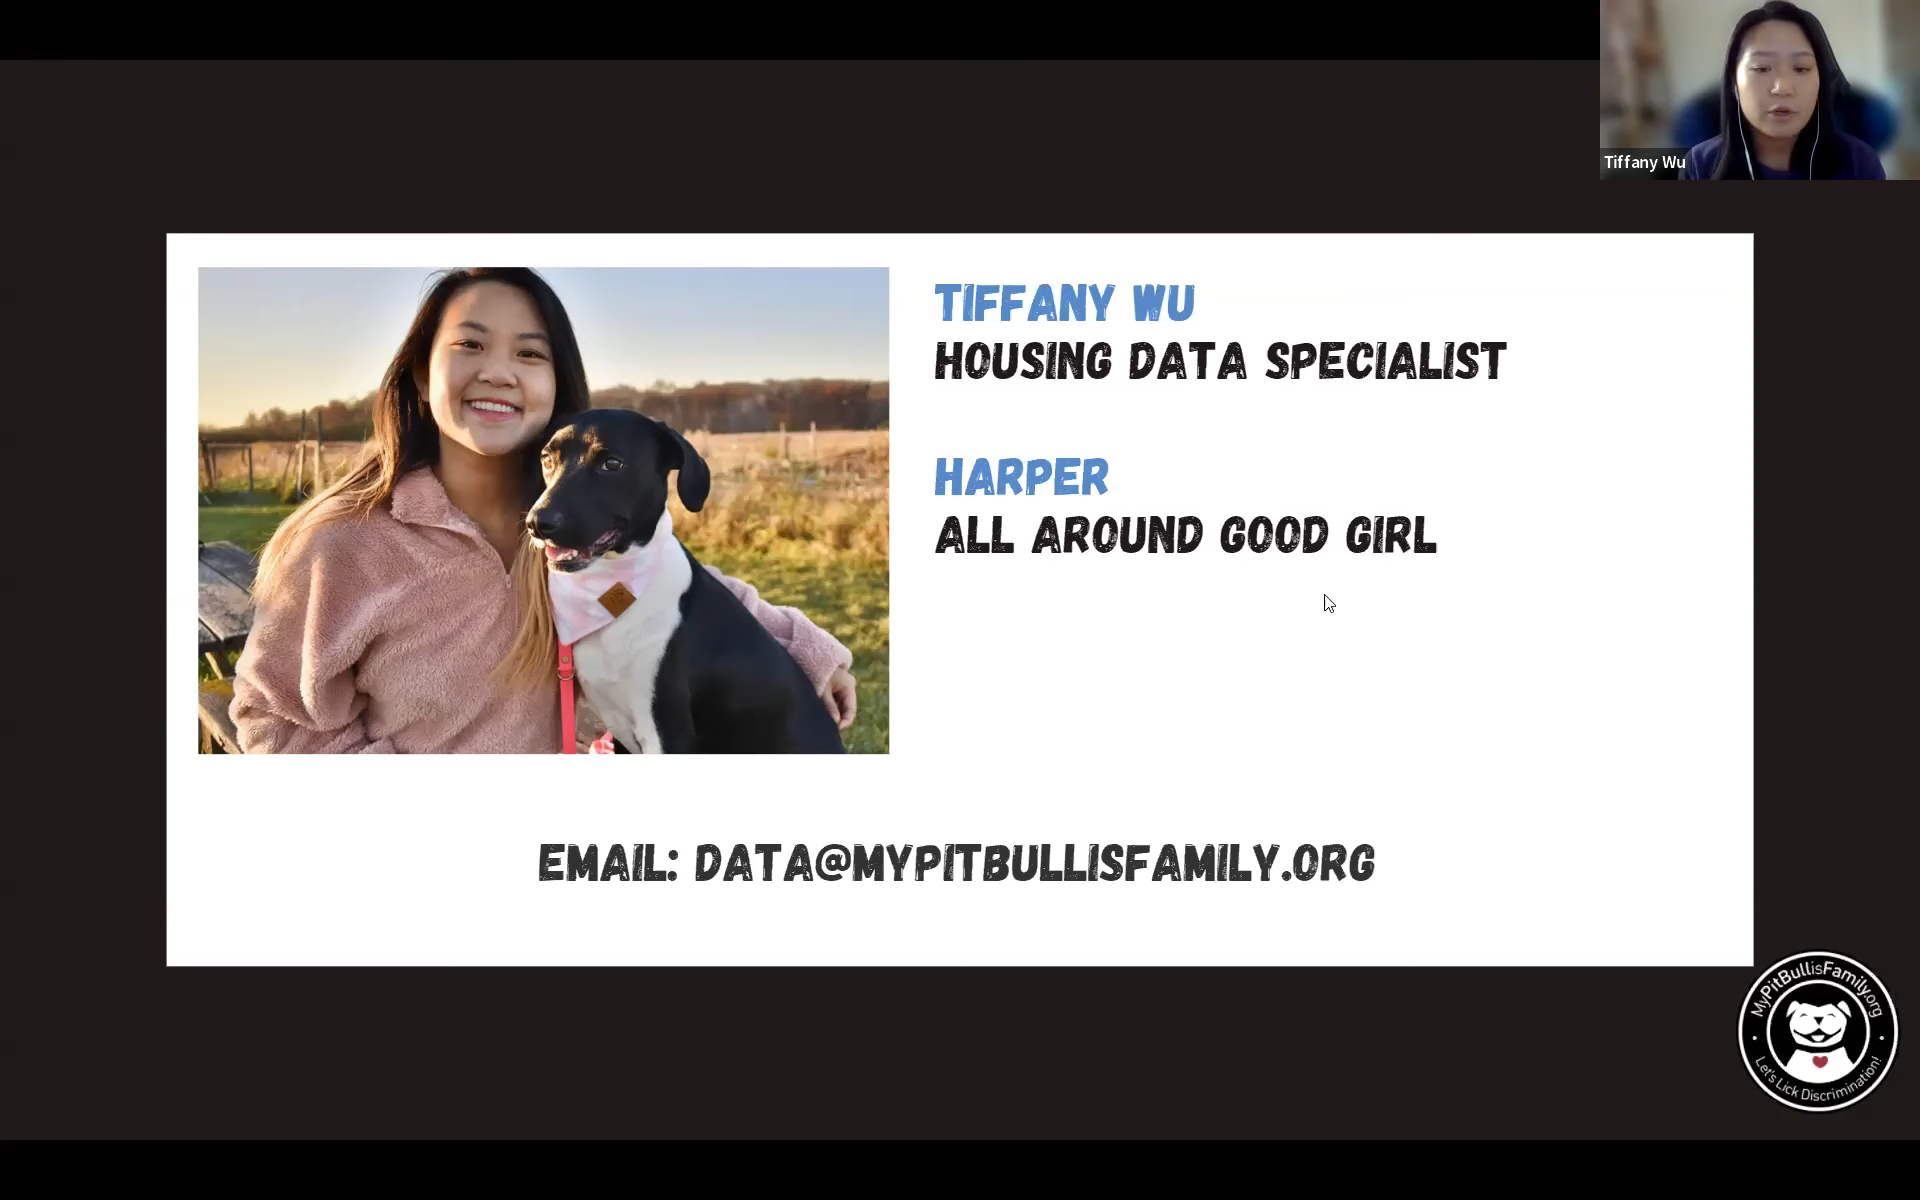 Tiffany Wu
TIFFANY WU
HOUSING DATA SPECIALIST
HARPER
ALL AROUND GOOD GIRL
EMAIL: DATA@MYPITBULLISFAMILY.ORG
MyPitBullisFamily.org
Let's Lick Discrimination!